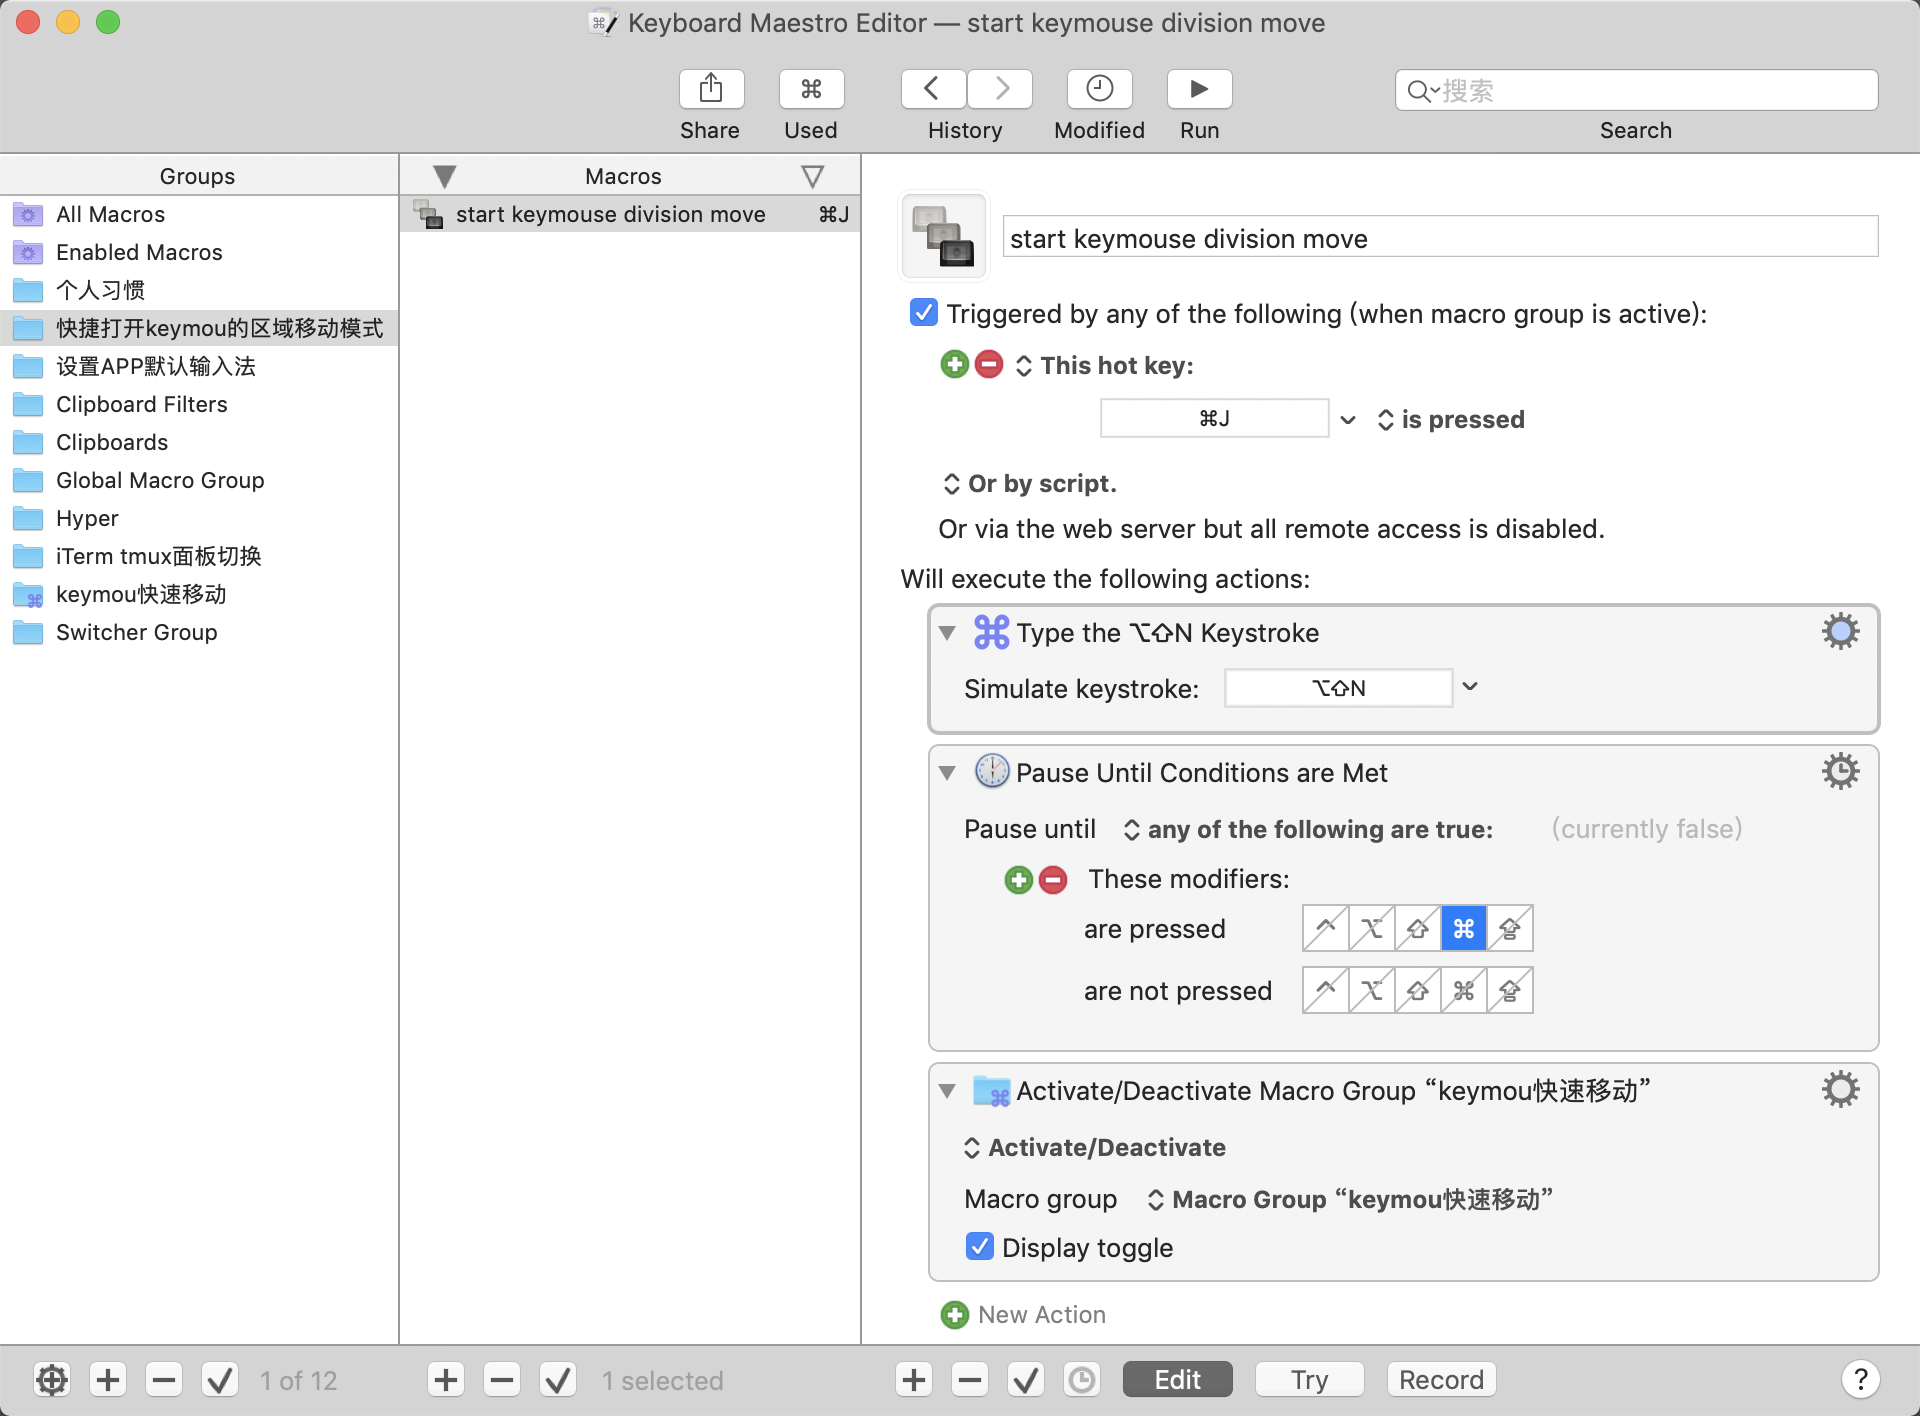 Keyboard Maestro Editor — start keymouse division move
Share
Used
History
Modified
Run
搜索
Search
Groups
All Macros
Enabled Macros
个人习惯
快捷打开keymou的区域移动模式
设置APP默认输入法
Clipboard Filters
Clipboards
Global Macro Group
Hyper
iTerm tmux面板切换
keymou快速移动
Switcher Group
Macros
start keymouse division move ⌘J
start keymouse division move
Triggered by any of the following (when macro group is active):
This hot key:
⌘J
is pressed
Or by script.
Or via the web server but all remote access is disabled.
Will execute the following actions:
Type the ⌥⇧N Keystroke
Simulate keystroke: ⌥⇧N
Pause Until Conditions are Met
Pause until any of the following are true: (currently false)
These modifiers:
are pressed
are not pressed
Activate/Deactivate Macro Group “keymou快速移动”
Activate/Deactivate
Macro group Macro Group “keymou快速移动”
Display toggle
New Action
1 of 12
1 selected
Edit
Try
Record
?